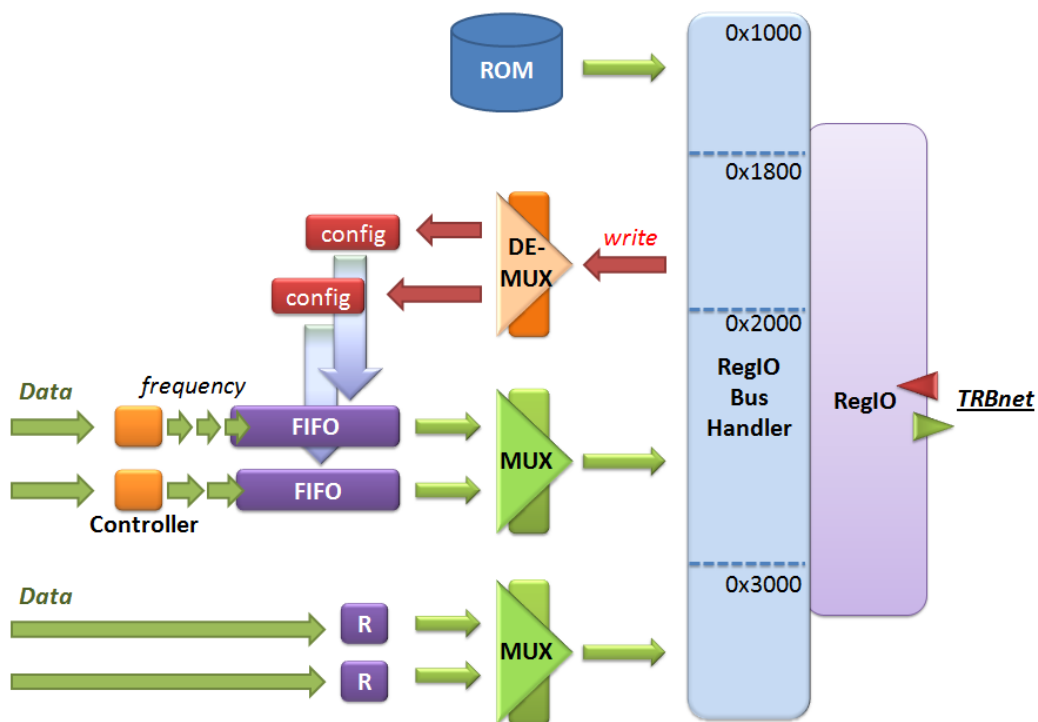 0x1000
ROM
0x1800
config
DE-
MUX
write
config
0x2000
RegIO
Bus
Handler
RegIO
TRBnet
Data
frequency
FIFO
MUX
FIFO
Controller
0x3000
Data
R
MUX
R